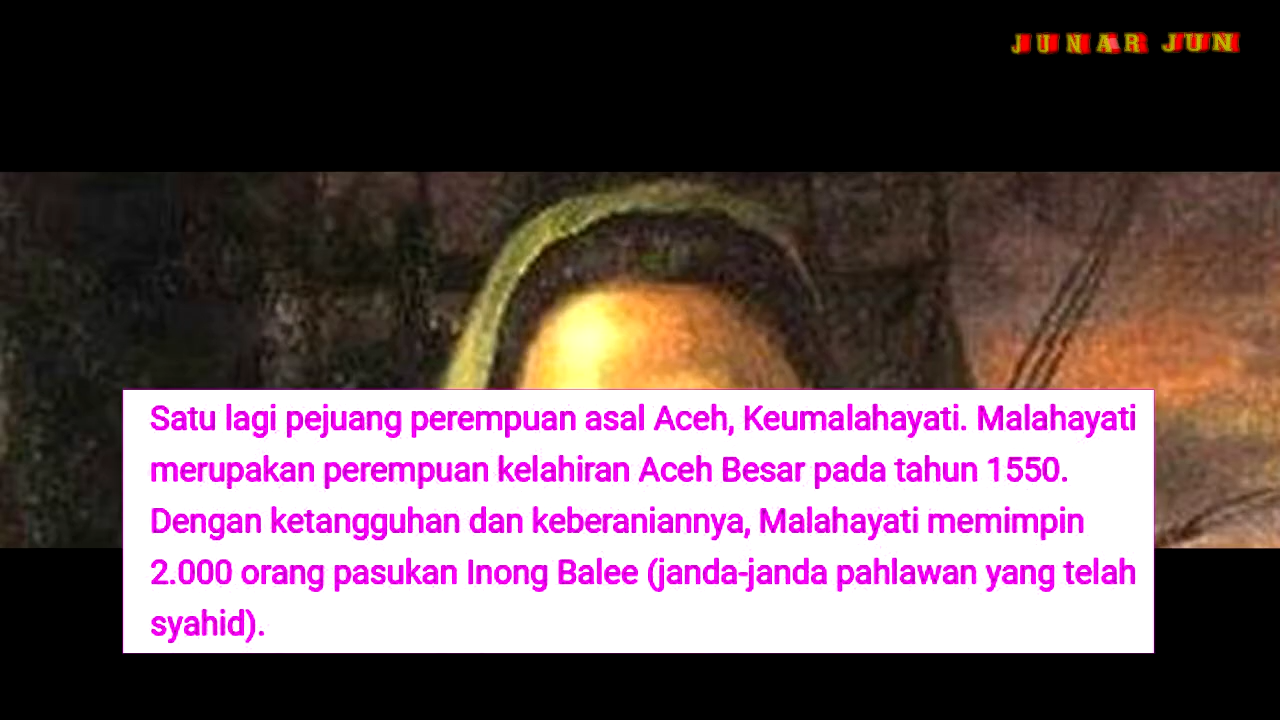 JUNAR JUN
Satu lagi pejuang perempuan asal Aceh, Keumalahayati. Malahayati
merupakan perempuan kelahiran Aceh Besar pada tahun 1550.
Dengan ketangguhan dan keberaniannya, Malahayati memimpin
2.000 orang pasukan Inong Balee (janda-janda pahlawan yang telah
syahid).